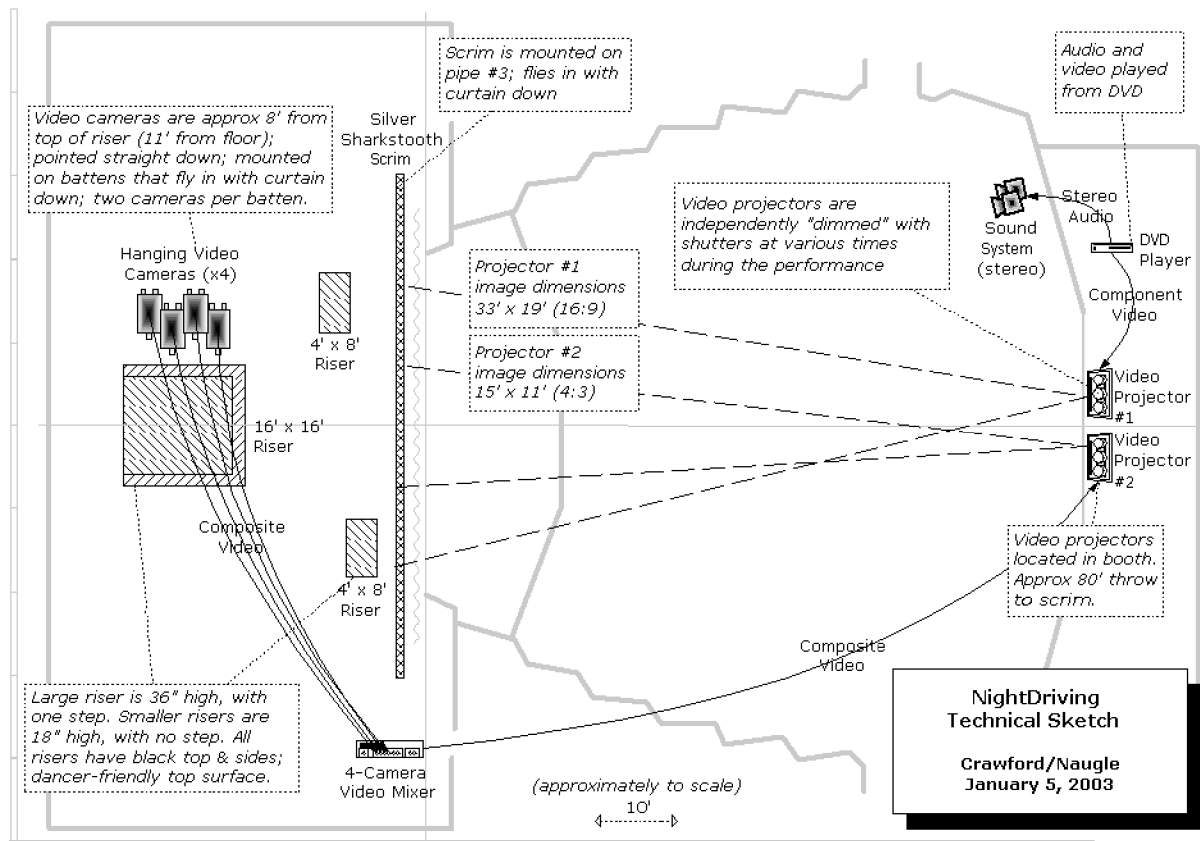 Scrim is mounted on
pipe #3; flies in with
curtain down
Audio and
video played
from DVD
Video cameras are approx 8' from
top of riser (11' from floor);
pointed straight down; mounted
on battens that fly in with curtain
down; two cameras per batten.
Silver
Sharkstooth
Scrim
Video projectors are
independently "dimmed" with
shutters at various times
during the performance
Stereo
Audio
Sound
System
(stereo)
DVD
Player
Hanging Video
Cameras (x4)
Projector #1
image dimensions
33' x 19' (16:9)
Component
Video
4' x 8'
Riser
Projector #2
image dimensions
15' x 11' (4:3)
Video
Projector
#1
16' x 16'
Riser
Video
Projector
#2
Composite
Video
Video projectors
located in booth.
Approx 80' throw
to scrim.
4' x 8'
Riser
Composite
Video
Large riser is 36" high, with
one step. Smaller risers are
18" high, with no step. All
risers have black top & sides;
dancer-friendly top surface.
4-Camera
Video Mixer
(approximately to scale)
10'
NightDriving
Technical Sketch
Crawford/Naugle
January 5, 2003